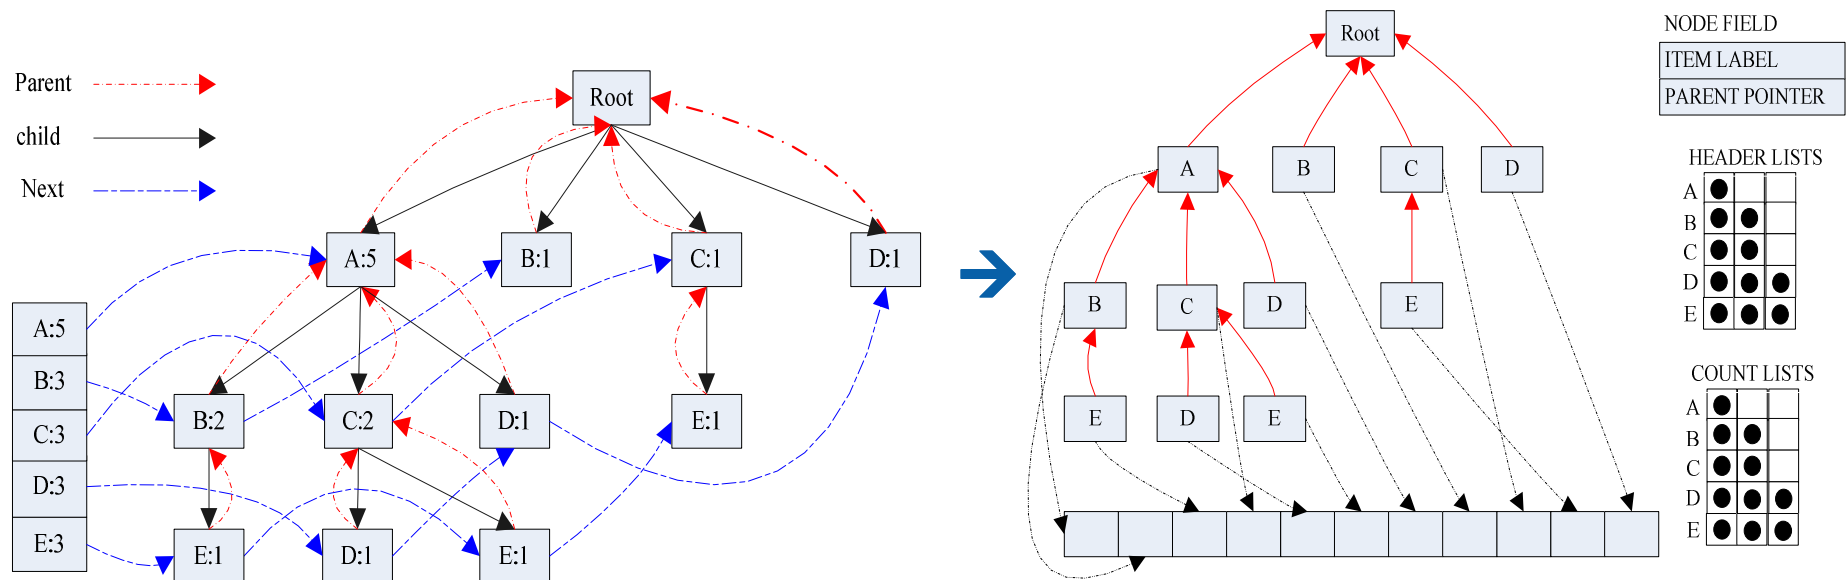 Parent
child
Next
Root
A:5
B:1
C:1
D:1
B:2
C:2
D:1
E:1
E:1
D:1
E:1
A:5
B:3
C:3
D:3
E:3
Root
A
B
C
D
B
C
D
E
E
D
E
NODE FIELD
ITEM LABEL
PARENT POINTER
HEADER LISTS
A
B
C
D
E
COUNT LISTS
A
B
C
D
E